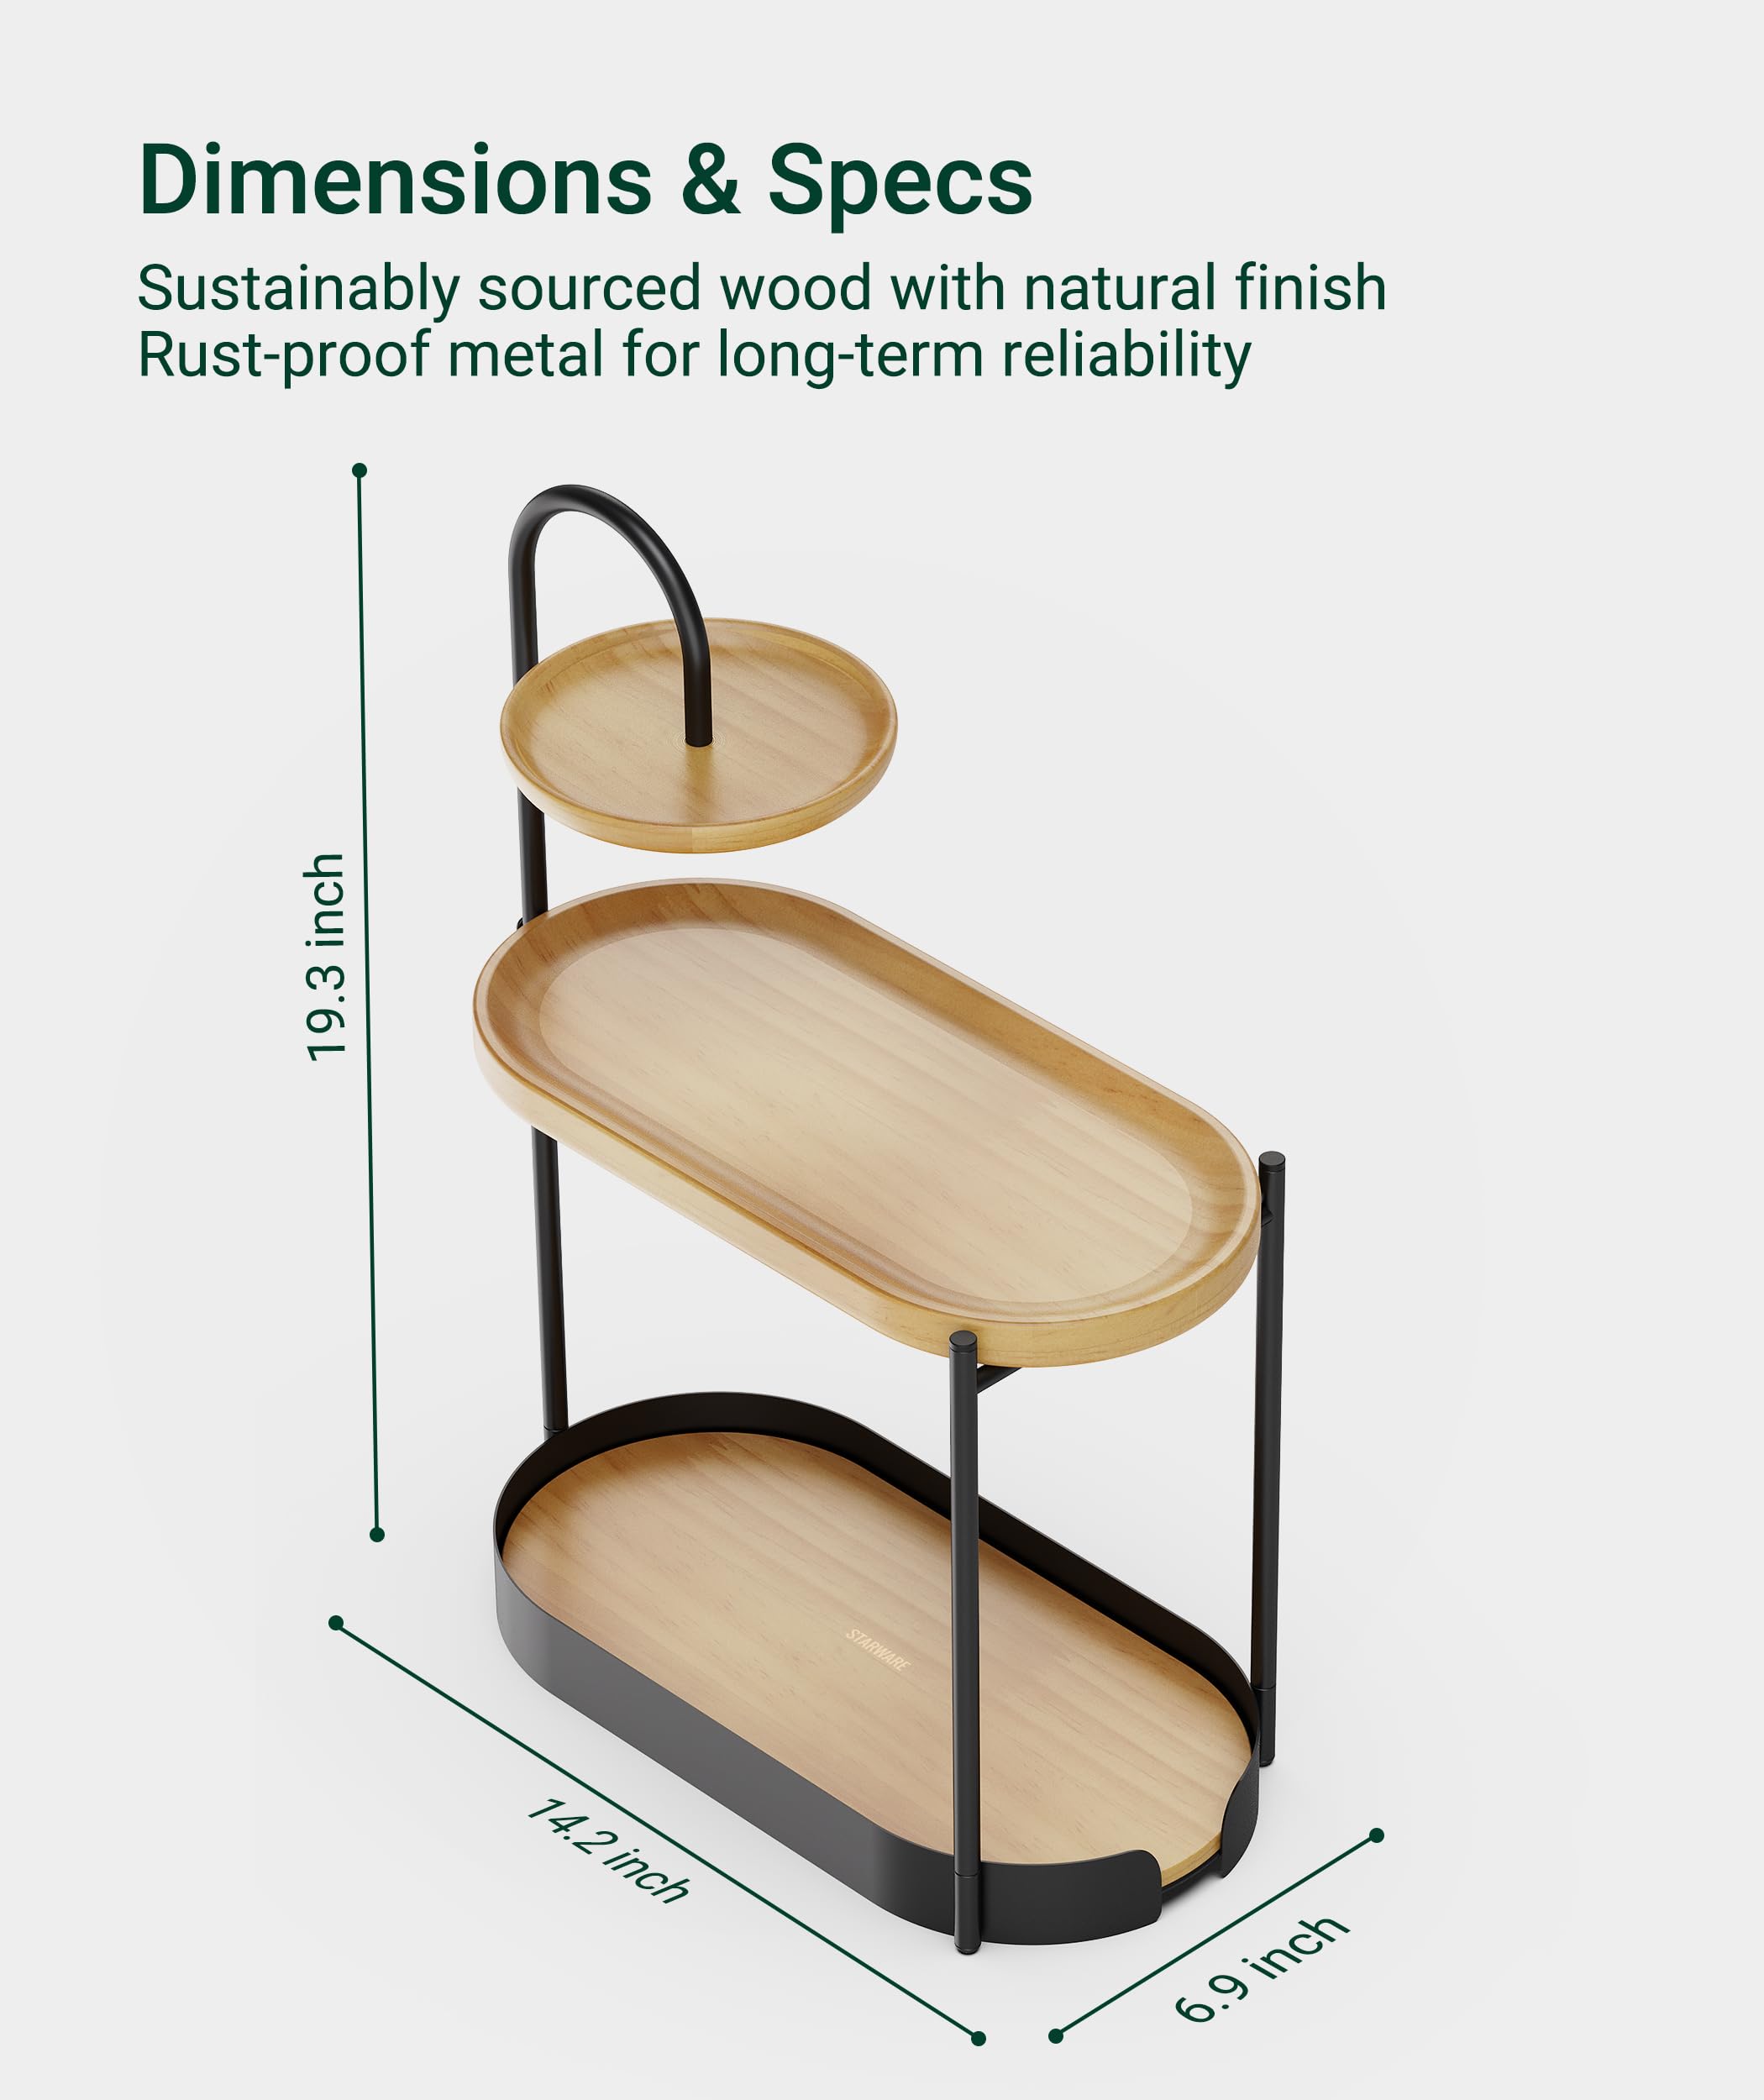 Dimensions & Specs
Sustainably sourced wood with natural finish
Rust-proof metal for long-term reliability
19.3 inch
STARWARE
14.2 inch
6.9 inch